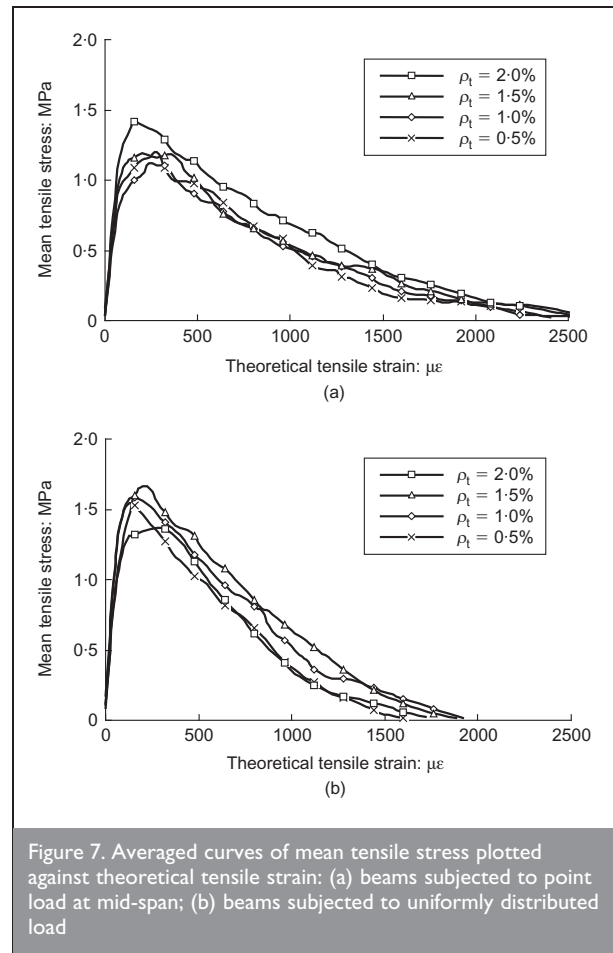 2·0
1·5
1·0
0·5
0
Mean tensile stress: MPa
ρt = 2·0%
ρt = 1·5%
ρt = 1·0%
ρt = 0·5%
0 500 1000 1500 2000 2500
Theoretical tensile strain: με
(a)
2·0
1·5
1·0
0·5
0
Mean tensile stress: MPa
ρt = 2·0%
ρt = 1·5%
ρt = 1·0%
ρt = 0·5%
0 500 1000 1500 2000 2500
Theoretical tensile strain: με
(b)
Figure 7. Averaged curves of mean tensile stress plotted
against theoretical tensile strain: (a) beams subjected to point
load at mid-span; (b) beams subjected to uniformly distributed
load